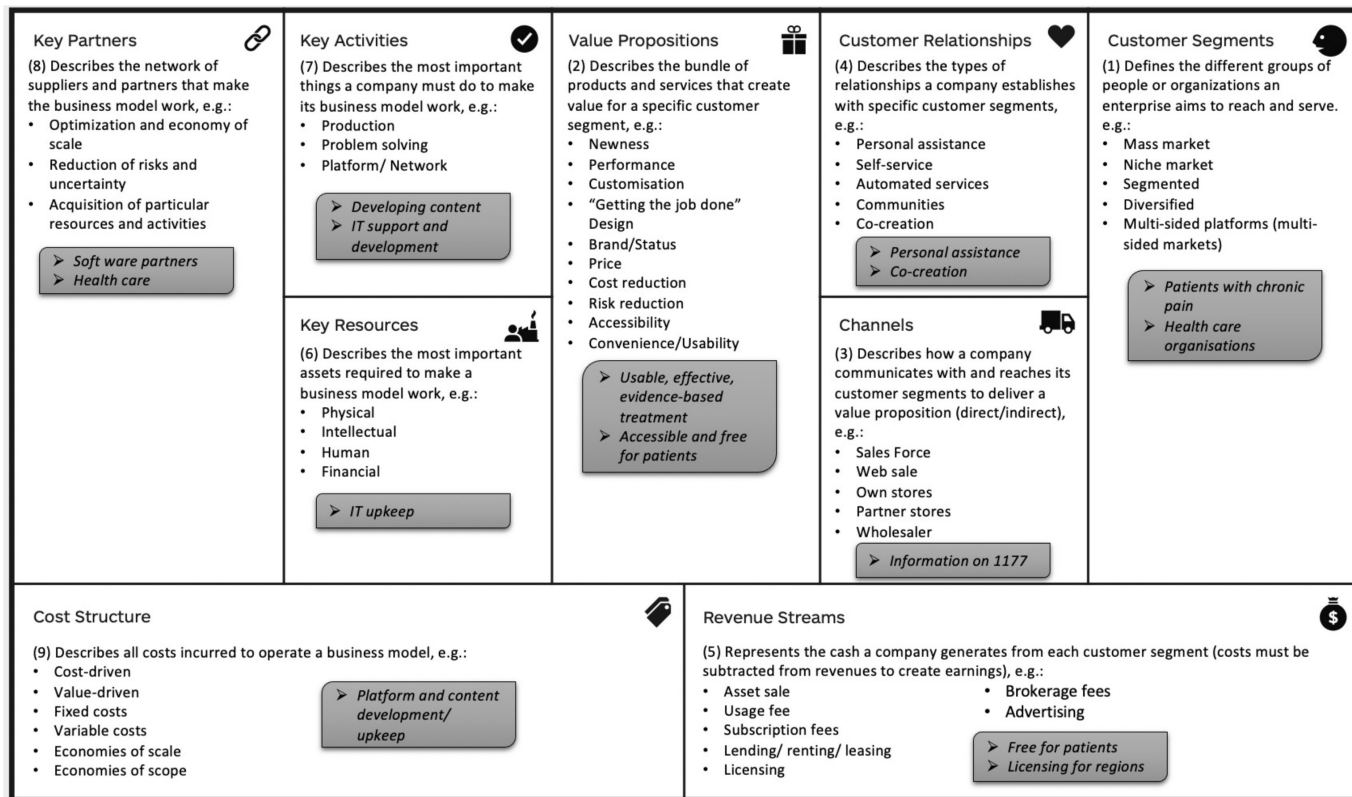 Key Partners
(8) Describes the network of
suppliers and partners that make
the business model work, e.g.:
• Optimization and economy of
scale
• Reduction of risks and
uncertainty
• Acquisition of particular
resources and activities
➢ Soft ware partners
➢ Health care
Key Activities
(7) Describes the most important
things a company must do to make
its business model work, e.g.:
• Production
• Problem solving
• Platform/ Network
➢ Developing content
➢ IT support and
development
Key Resources
(6) Describes the most important
assets required to make a
business model work, e.g.:
• Physical
• Intellectual
• Human
• Financial
➢ IT upkeep
Value Propositions
(2) Describes the bundle of
products and services that create
value for a specific customer
segment, e.g.:
• Newness
• Performance
• Customisation
• “Getting the job done”
Design
• Brand/Status
• Price
• Cost reduction
• Risk reduction
• Accessibility
• Convenience/Usability
➢ Usable, effective,
evidence-based
treatment
➢ Accessible and free
for patients
Customer Relationships
(4) Describes the types of
relationships a company establishes
with specific customer segments,
e.g.:
• Personal assistance
• Self-service
• Automated services
• Communities
• Co-creation
➢ Personal assistance
➢ Co-creation
Channels
(3) Describes how a company
communicates with and reaches its
customer segments to deliver a
value proposition (direct/indirect),
e.g.:
• Sales Force
• Web sale
• Own stores
• Partner stores
• Wholesaler
➢ Information on 1177
Customer Segments
(1) Defines the different groups of
people or organizations an
enterprise aims to reach and serve.
e.g.:
• Mass market
• Niche market
• Segmented
• Diversified
• Multi-sided platforms (multi-
sided markets)
➢ Patients with chronic
pain
➢ Health care
organisations
Cost Structure
(9) Describes all costs incurred to operate a business model, e.g.:
• Cost-driven
• Value-driven
• Fixed costs
• Variable costs
• Economies of scale
• Economies of scope
➢ Platform and content
development/
upkeep
Revenue Streams
$
(5) Represents the cash a company generates from each customer segment (costs must be
subtracted from revenues to create earnings), e.g.:
• Asset sale
• Usage fee
• Subscription fees
• Lending/ renting/ leasing
• Licensing
• Brokerage fees
• Advertising
➢ Free for patients
➢ Licensing for regions